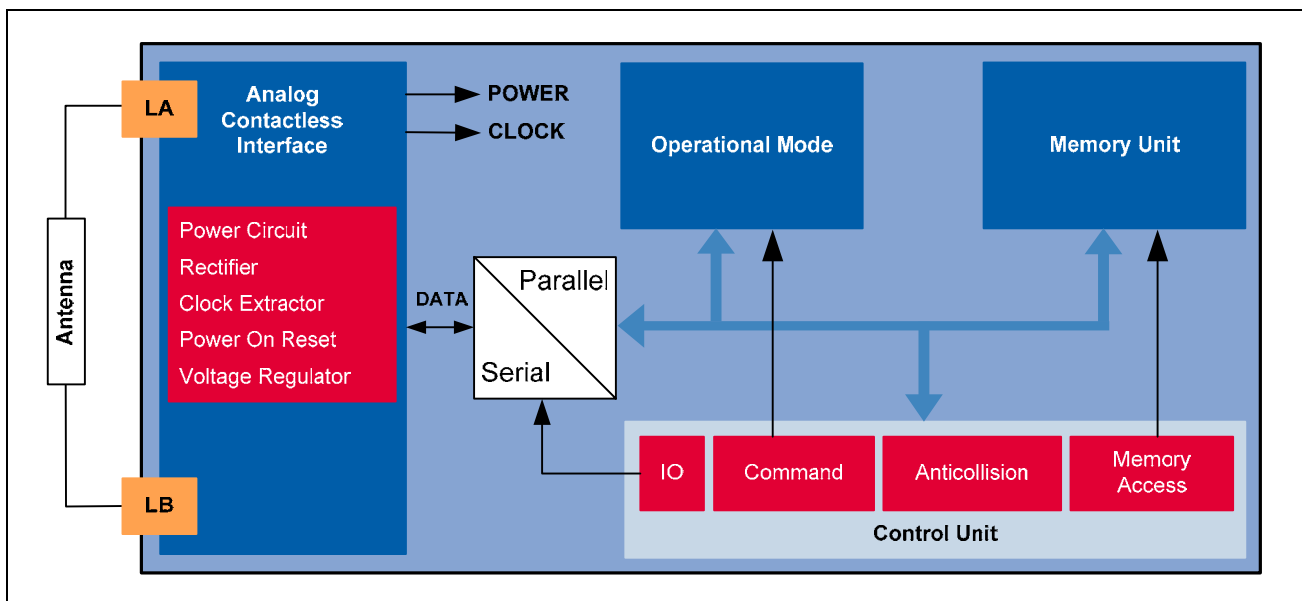 LA
Analog
Contactless
Interface
POWER
CLOCK
Operational Mode
Memory Unit
Antenna
Power Circuit
Rectifier
Clock Extractor
Power On Reset
Voltage Regulator
DATA
Parallel
Serial
LB
IO
Command
Anticollision
Memory
Access
Control Unit